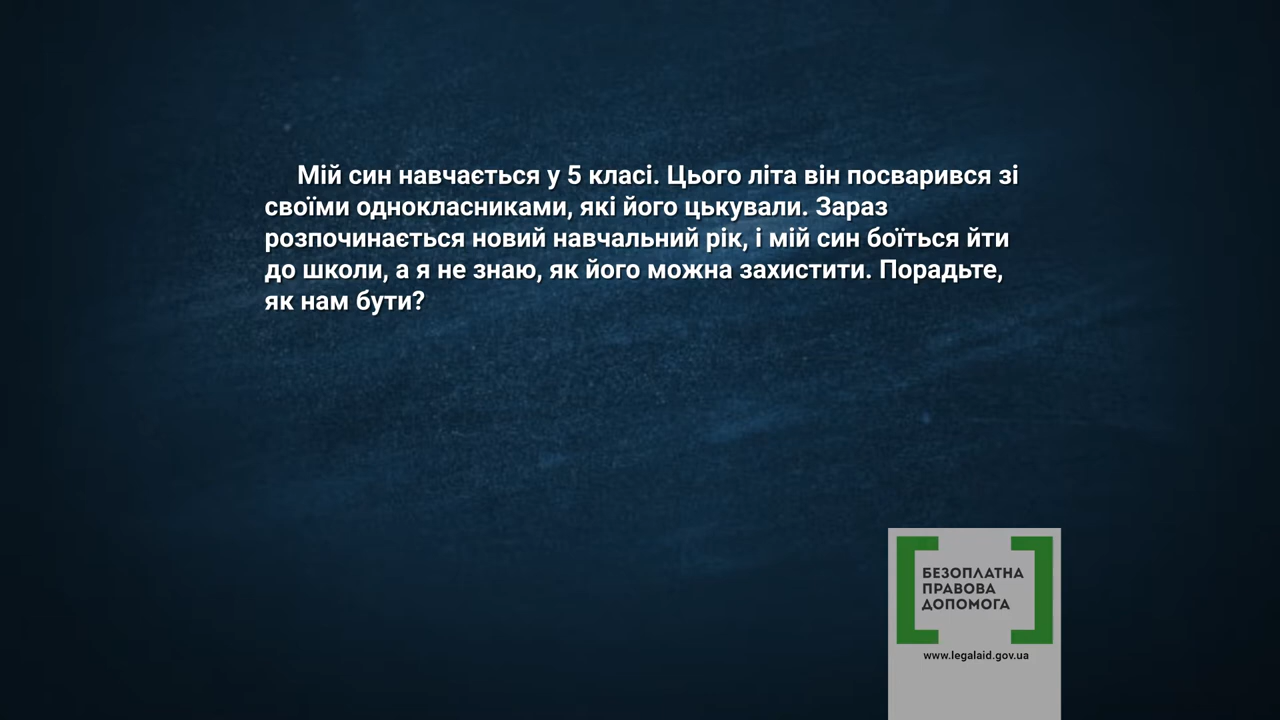 Мій син навчається у 5 класі. Цього літа він посварився зі
своїми однокласниками, які його цькували. Зараз
розпочинається новий навчальний рік, і мій син боїться йти
до школи, а я не знаю, як його можна захистити. Порадьте,
як нам бути?
БЕЗОПЛАТНА
ПРАВОВА
ДОПОМОГА
www.legalaid.gov.ua